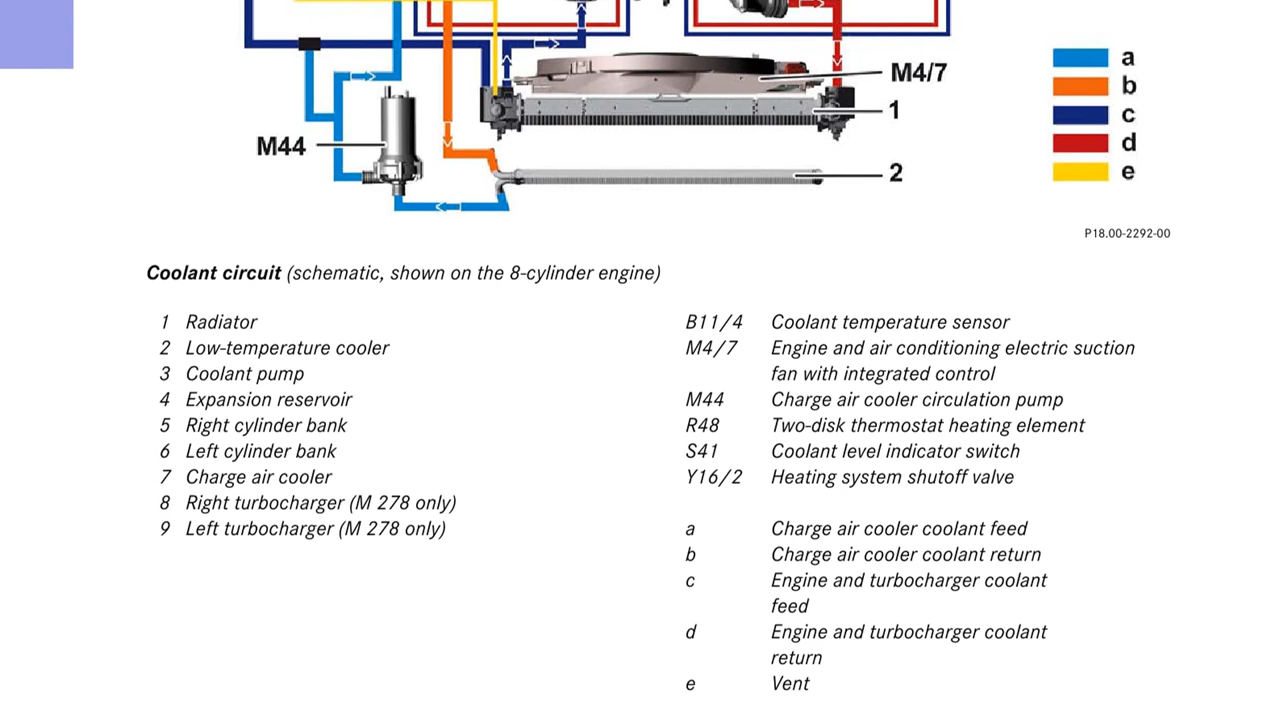 M4/7
1
M44
2
a
b
c
d
e
P18.00-2292-00
Coolant circuit (schematic, shown on the 8-cylinder engine)
1 Radiator
2 Low-temperature cooler
3 Coolant pump
4 Expansion reservoir
5 Right cylinder bank
6 Left cylinder bank
7 Charge air cooler
8 Right turbocharger (M 278 only)
9 Left turbocharger (M 278 only)
B11/4 Coolant temperature sensor
M4/7 Engine and air conditioning electric suction
fan with integrated control
M44 Charge air cooler circulation pump
R48 Two-disk thermostat heating element
S41 Coolant level indicator switch
Y16/2 Heating system shutoff valve
a Charge air cooler coolant feed
b Charge air cooler coolant return
c Engine and turbocharger coolant
feed
d Engine and turbocharger coolant
return
e Vent